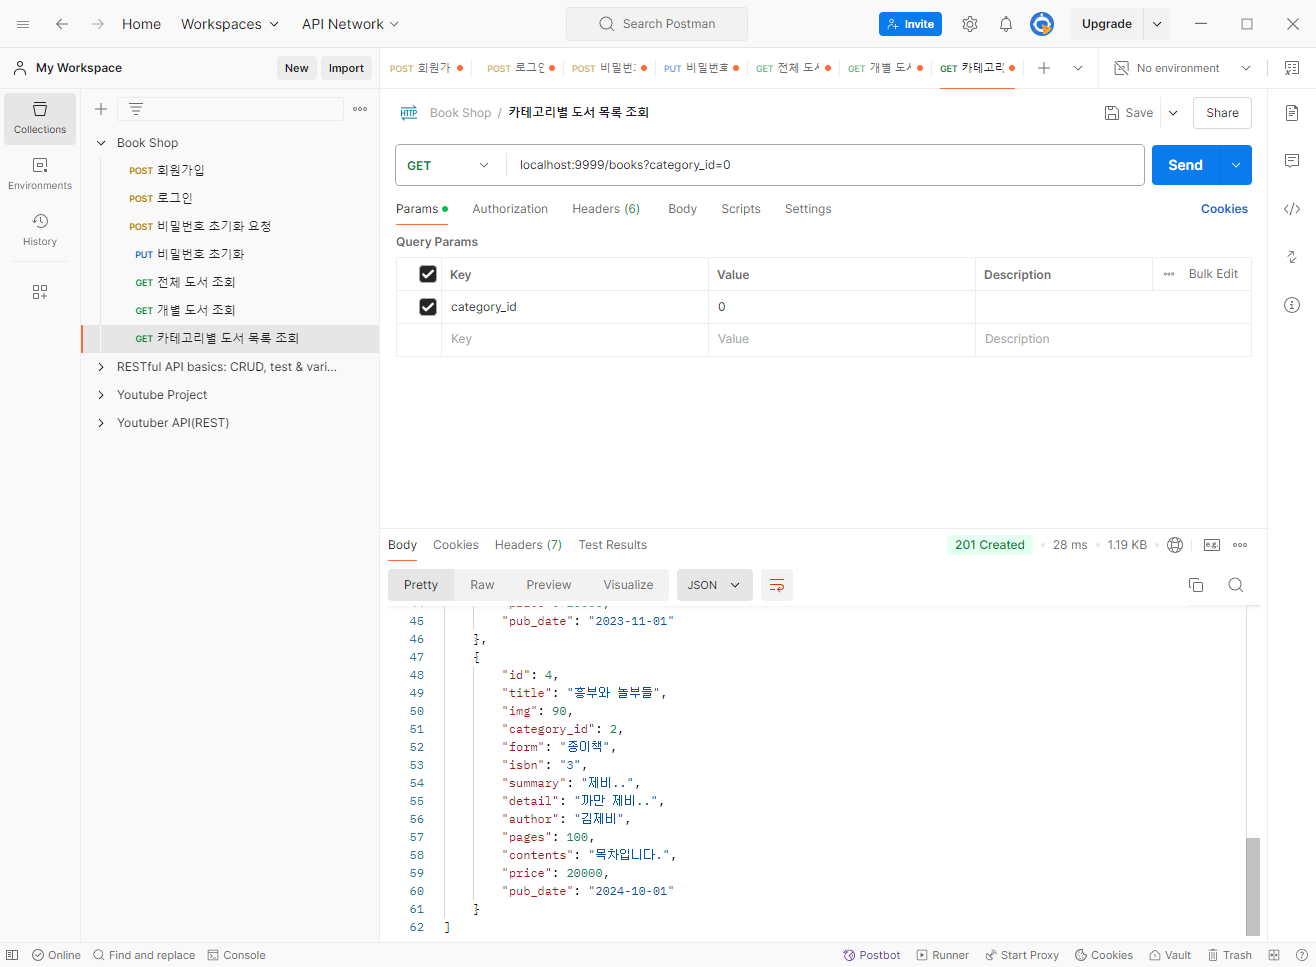 Home
Workspaces
API Network
Search Postman
Invite
Upgrade
My Workspace
New
Import
POST 회원가
POST 로그인
POST 비밀번호
PUT 비밀번호
GET 전체 도서
GET 개별 도서
GET 카테고리
No environment
Collections
Environments
History
Book Shop
POST 회원가입
POST 로그인
POST 비밀번호 초기화 요청
PUT 비밀번호 초기화
GET 전체 도서 조회
GET 개별 도서 조회
GET 카테고리별 도서 목록 조회
RESTful API basics: CRUD, test & vari...
Youtube Project
Youtuber API(REST)
HTTP Book Shop / 카테고리별 도서 목록 조회
Save
Share
GET
localhost:9999/books?category_id=0
Send
Params
Authorization
Headers (6)
Body
Scripts
Settings
Cookies
Query Params
Key Value Description Bulk Edit
category_id 0
Key Value Description
Body Cookies Headers (7) Test Results
201 Created 28 ms 1.19 KB e.g.
Pretty Raw Preview Visualize JSON
45 "pub_date": "2023-11-01"
46 },
47 {
48 "id": 4,
49 "title": "흥부와 놀부들",
50 "img": 90,
51 "category_id": 2,
52 "form": "종이책",
53 "isbn": "3",
54 "summary": "제비..",
55 "detail": "까만 제비..",
56 "author": "김제비",
57 "pages": 100,
58 "contents": "목차입니다.",
59 "price": 20000,
60 "pub_date": "2024-10-01"
61 }
62 ]
Online
Find and replace
Console
Postbot
Runner
Start Proxy
Cookies
Vault
Trash